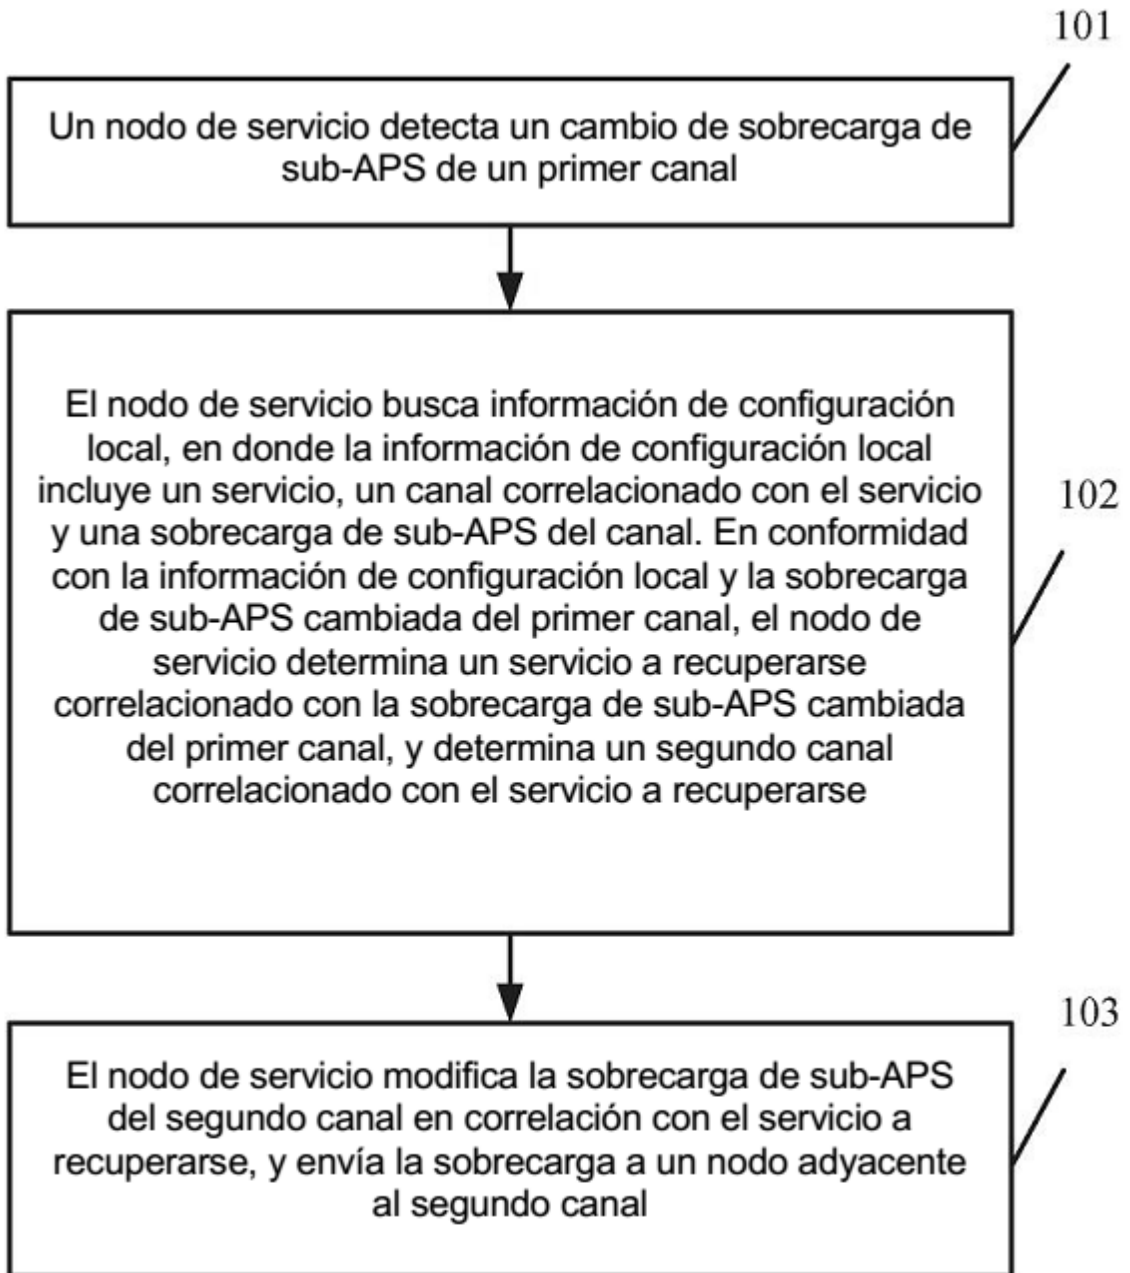 101
Un nodo de servicio detecta un cambio de sobrecarga de
sub-APS de un primer canal
El nodo de servicio busca información de configuración
local, en donde la información de configuración local
incluye un servicio, un canal correlacionado con el servicio
y una sobrecarga de sub-APS del canal. En conformidad
con la información de configuración local y la sobrecarga
de sub-APS cambiada del primer canal, el nodo de
servicio determina un servicio a recuperarse
correlacionado con la sobrecarga de sub-APS cambiada
del primer canal, y determina un segundo canal
correlacionado con el servicio a recuperarse
102
El nodo de servicio modifica la sobrecarga de sub-APS
del segundo canal en correlación con el servicio a
recuperarse, y envía la sobrecarga a un nodo adyacente
al segundo canal
103